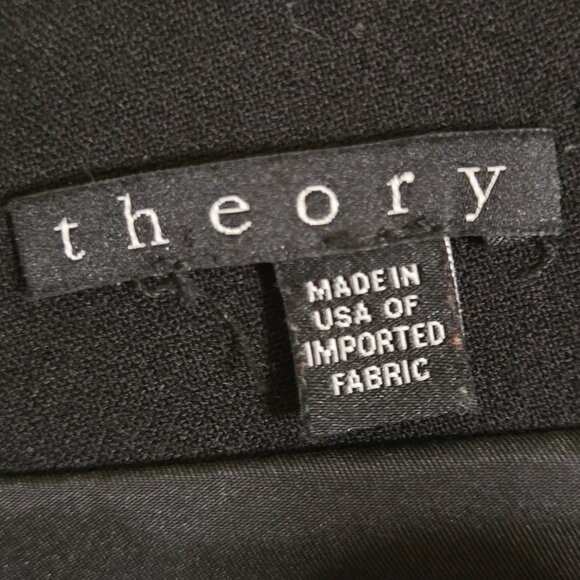 theory
MADE IN
USA OF
IMPORTED
FABRIC